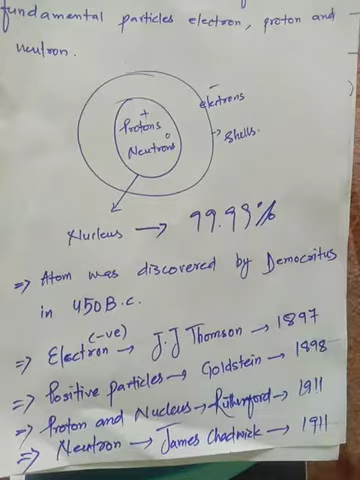 fundamental particles electron, proton and
neutron.
-
electrons
+
Protons
o
Neutrons
→ Shells.
Nucleus → 99.99%
⇒ Atom was discovered by Democritus
in 450B.C.
(-ve)
⇒ Electron → J.J Thomson → 1897
⇒ Positive particles → Goldstein → 1898
⇒ Proton and Nucleus → Rutherford → 1911
⇒ Neutron → James Chadwick → 1911